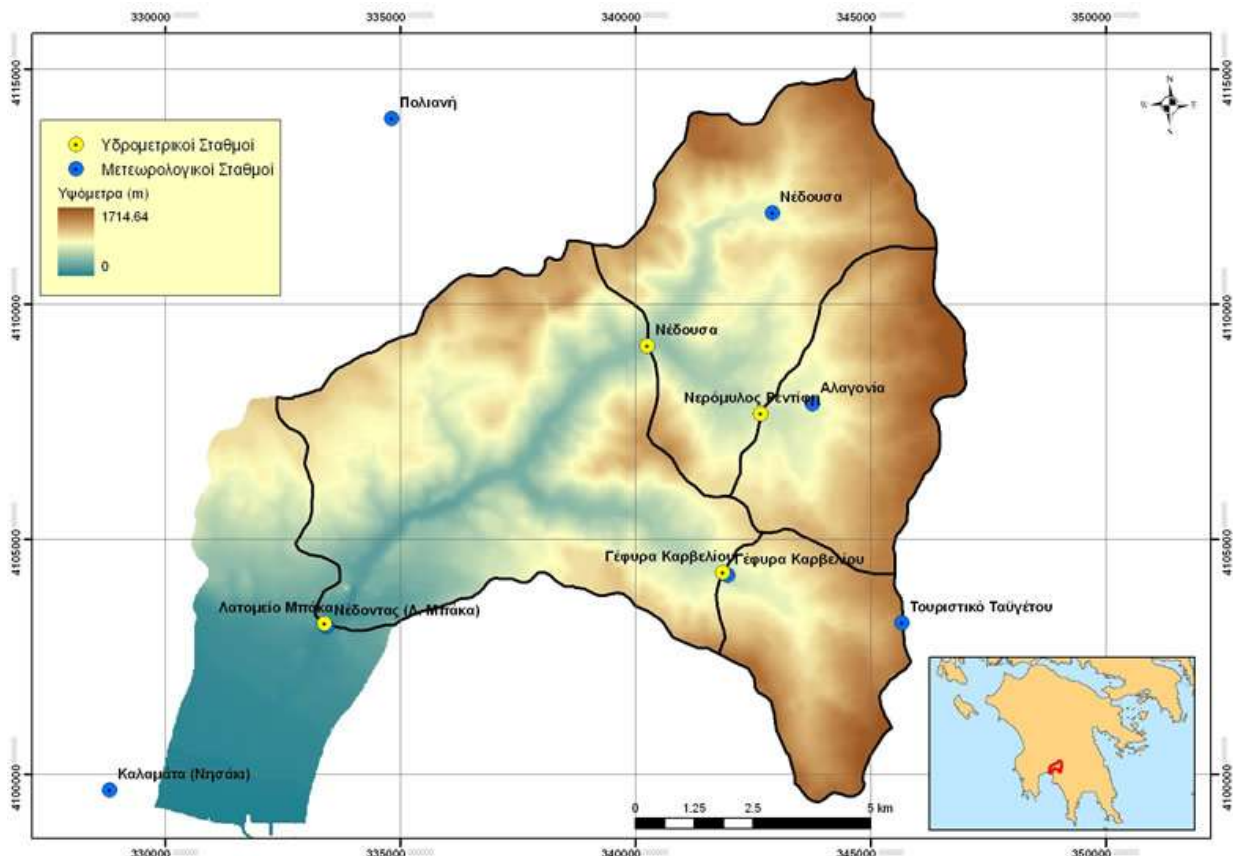 330000
335000
340000
345000
350000
4115000
4115000
N
W
T
S
Πολιανή
Υδρομετρικοί Σταθμοί
Μετεωρολογικοί Σταθμοί
Υψόμετρα (m)
1714.64
0
Νέδουσα
4110000
4110000
Νέδουσα
Αλαγονία
Νερόμυλος Ρεντίφη
4105000
4105000
Γέφυρα Καρβελίου
Γέφυρα Καρβελίου
Λατομείο Μπάκα
Νέδοντας (Λ. Μπάκα)
Τουριστικό Ταΰγέτου
Καλαμάτα (Νησάκι)
4100000
4100000
0 1.25 2.5 5 km
330000
335000
340000
345000
350000